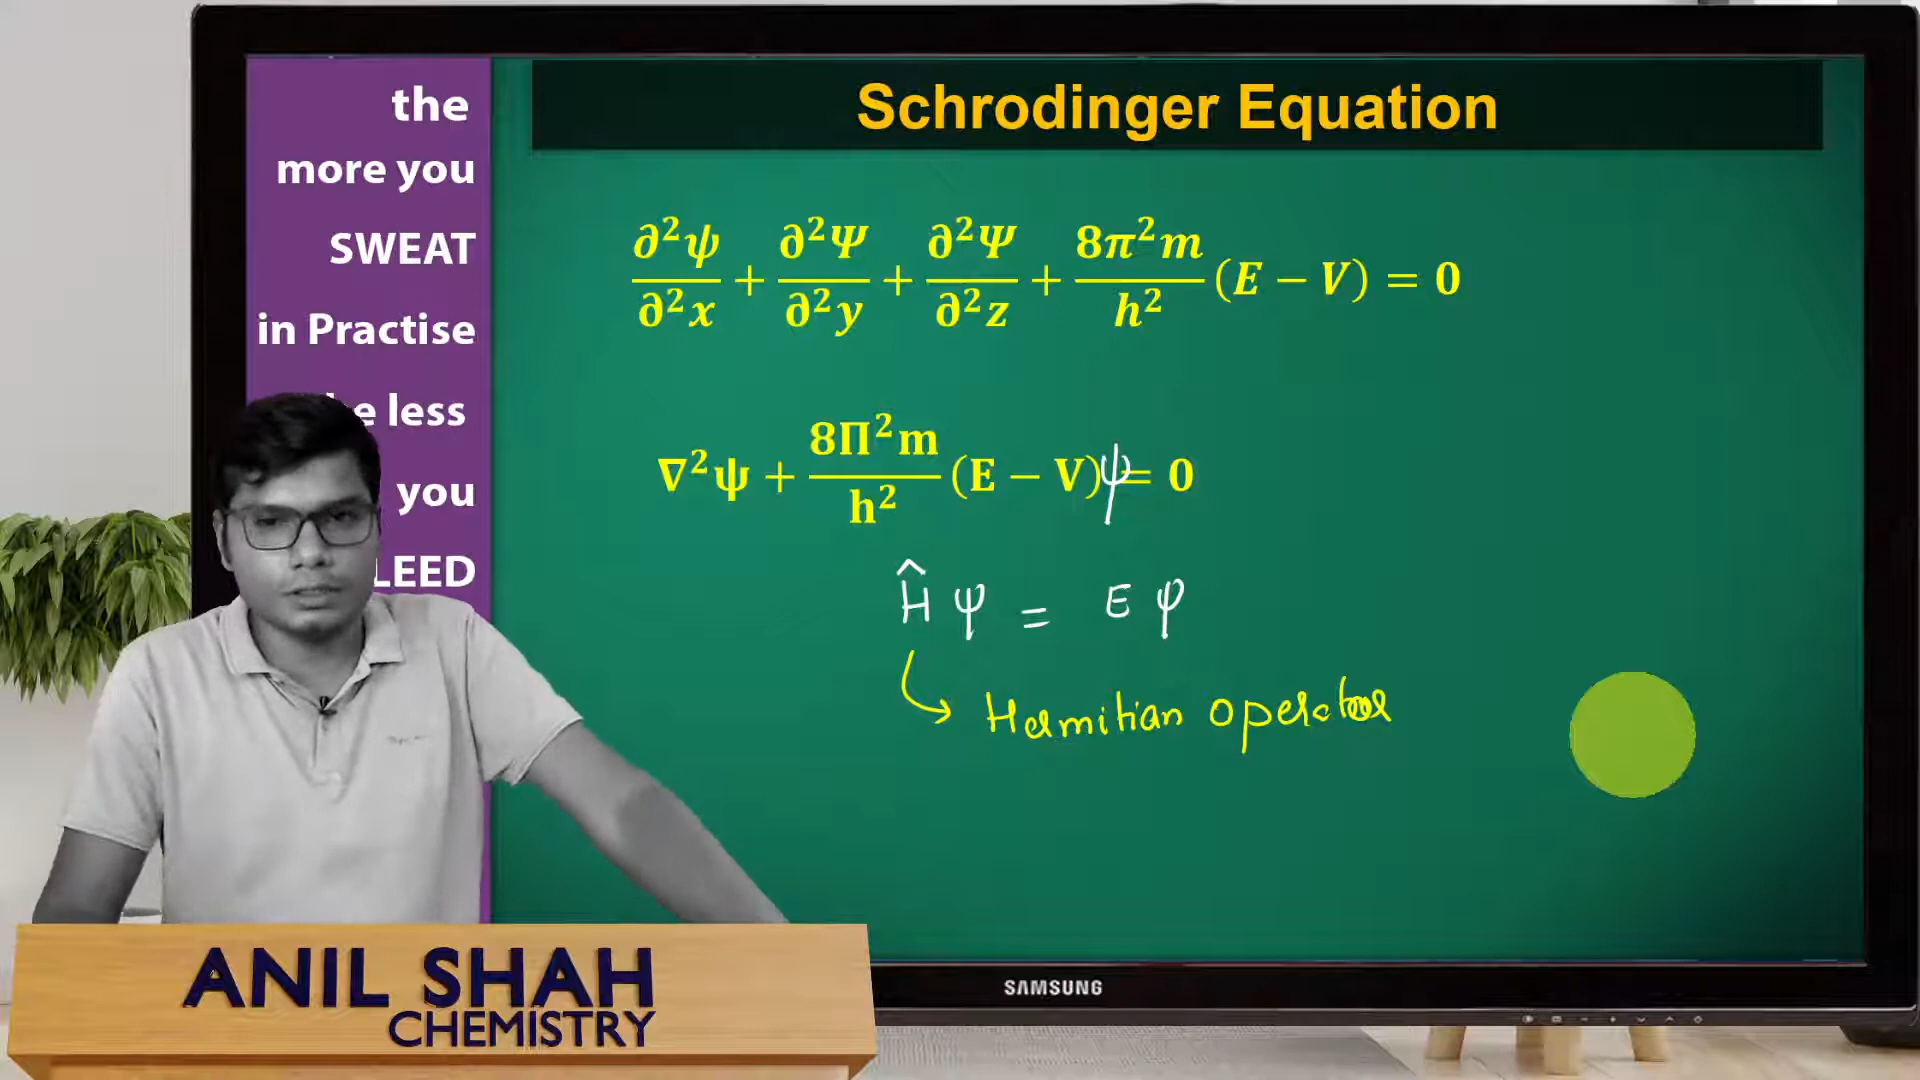 the
more you
SWEAT
in Practise
e less
you
LEED
Schrodinger Equation
∂²ψ/∂²x + ∂²Ψ/∂²y + ∂²Ψ/∂²z + 8π²m/h² (E − V) = 0
∇²ψ + 8Π²m/h² (E − V)ψ = 0
Ĥ ψ = E ψ
Hermitian operator
ANIL SHAH
CHEMISTRY
SAMSUNG